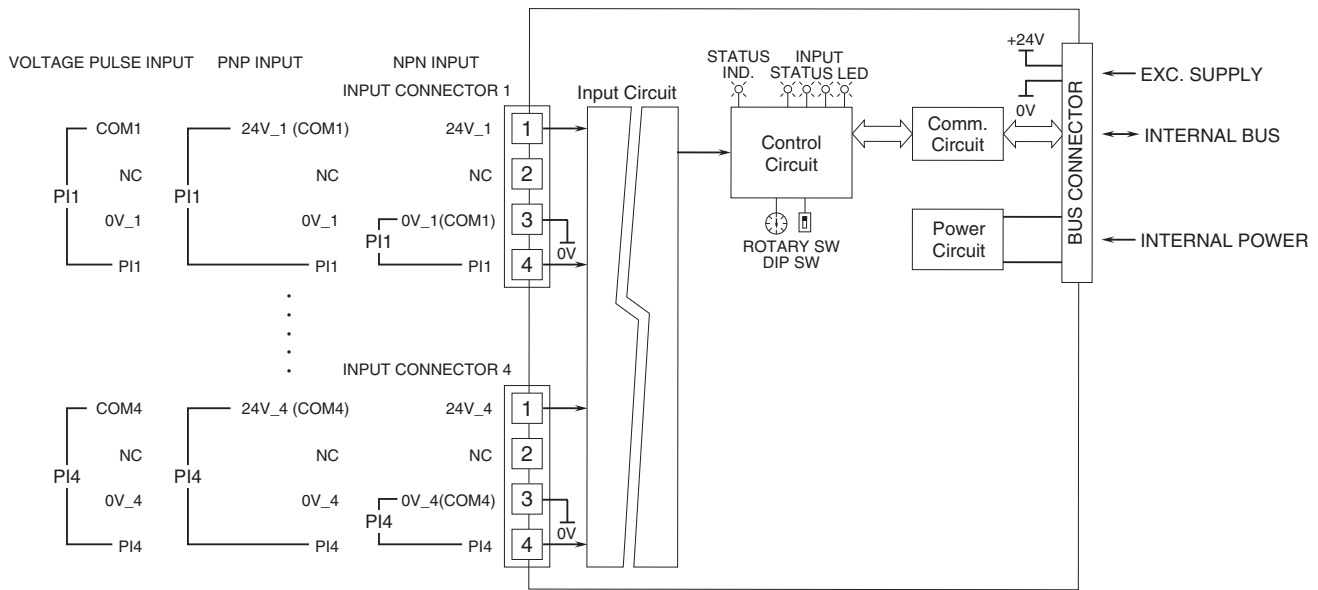 VOLTAGE PULSE INPUT
PNP INPUT
NPN INPUT
INPUT CONNECTOR 1
COM1
24V_1 (COM1)
24V_1
1
NC
NC
NC
2
PI1
PI1
0V_1
0V_1
0V_1(COM1)
3
PI1
0V
PI1
PI1
PI1
4
INPUT CONNECTOR 4
COM4
24V_4 (COM4)
24V_4
1
NC
NC
NC
2
PI4
PI4
0V_4
0V_4
0V_4(COM4)
3
PI4
0V
PI4
PI4
PI4
4
Input Circuit
STATUS
IND.
INPUT
STATUS LED
Control
Circuit
ROTARY SW
DIP SW
Comm.
Circuit
Power
Circuit
+24V
0V
BUS CONNECTOR
EXC. SUPPLY
INTERNAL BUS
INTERNAL POWER